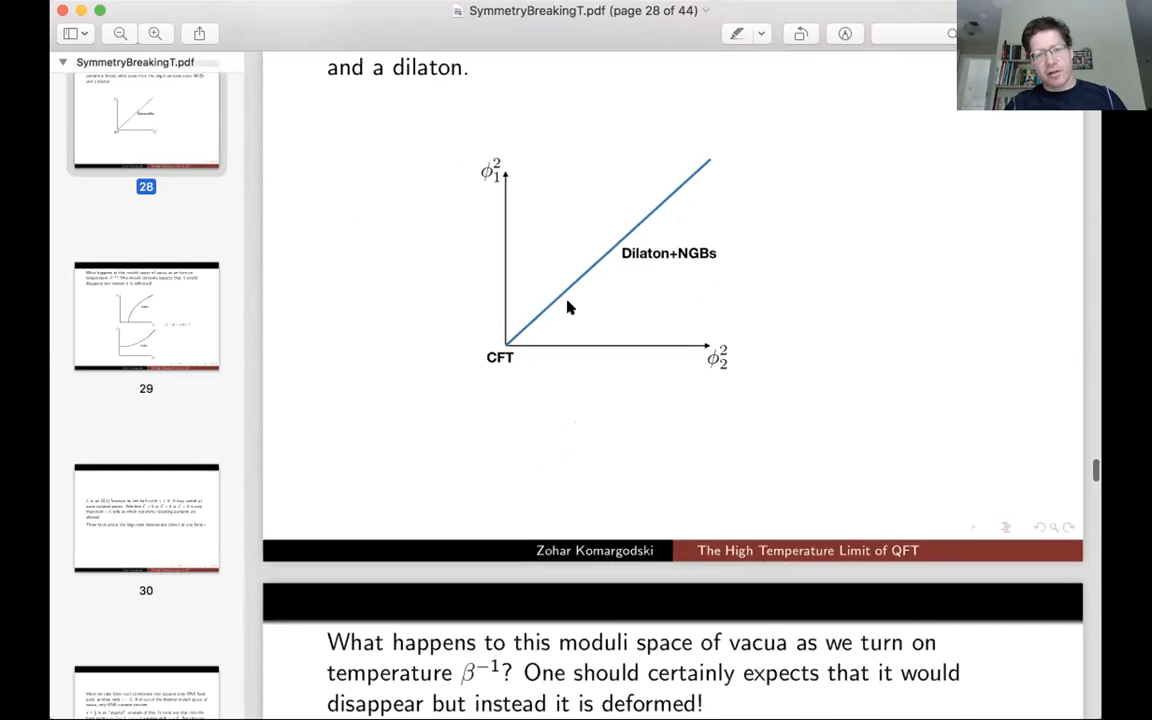 SymmetryBreakingT.pdf (page 28 of 44)
SymmetryBreakingT.pdf
28
29
30
and a dilaton.
ϕ₁²
Dilaton+NGBs
CFT
ϕ₂²
Zohar Komargodski
The High Temperature Limit of QFT
What happens to this moduli space of vacua as we turn on
temperature β⁻¹? One should certainly expects that it would
disappear but instead it is deformed!